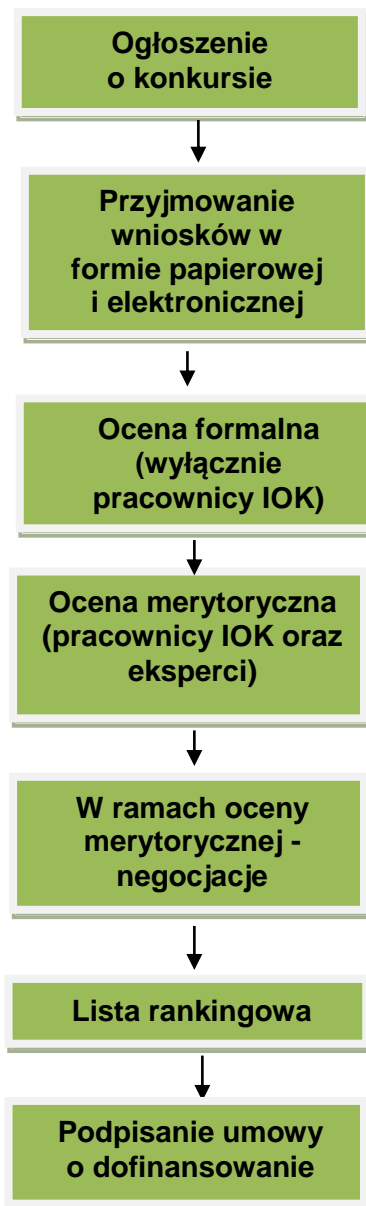 Ogłoszenie
o konkursie
Przyjmowanie
wniosków w
formie papierowej
i elektronicznej
Ocena formalna
(wyłącznie
pracownicy IOK)
Ocena merytoryczna
(pracownicy IOK oraz
eksperci)
W ramach oceny
merytorycznej -
negocjacje
Lista rankingowa
Podpisanie umowy
o dofinansowanie